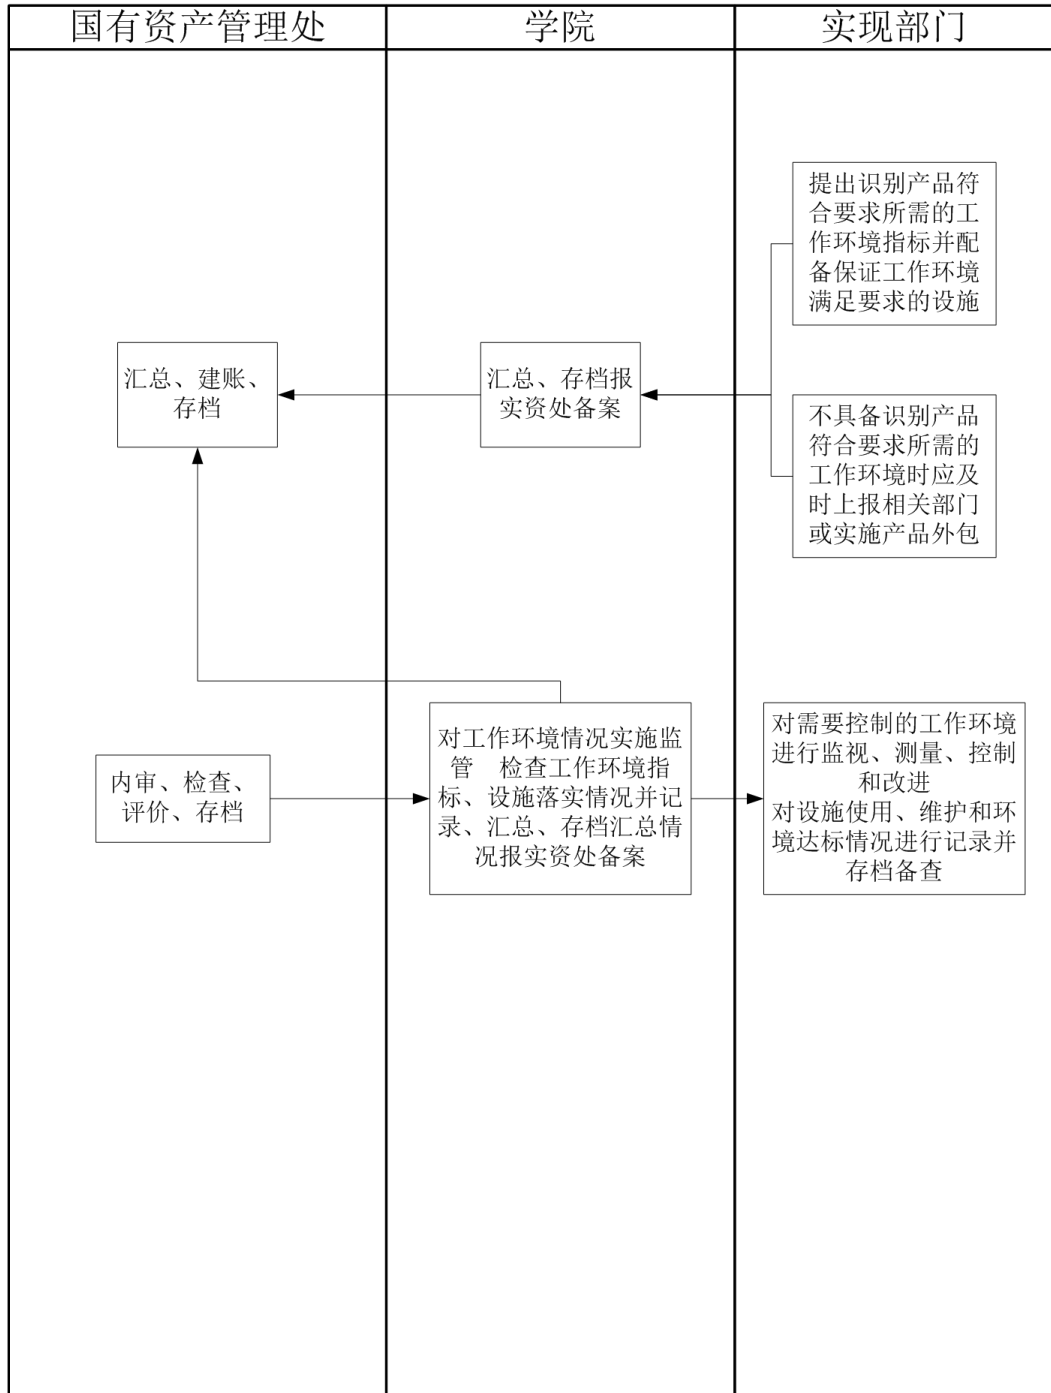 国有资产管理处
学院
实现部门
提出识别产品符
合要求所需的工
作环境指标并配
备保证工作环境
满足要求的设施
汇总、建账、
存档
汇总、存档报
实资处备案
不具备识别产品
符合要求所需的
工作环境时应及
时上报相关部门
或实施产品外包
内审、检查、
评价、存档
对工作环境情况实施监
管　检查工作环境指
标、设施落实情况并记
录、汇总、存档汇总情
况报实资处备案
对需要控制的工作环境
进行监视、测量、控制
和改进
对设施使用、维护和环
境达标情况进行记录并
存档备查